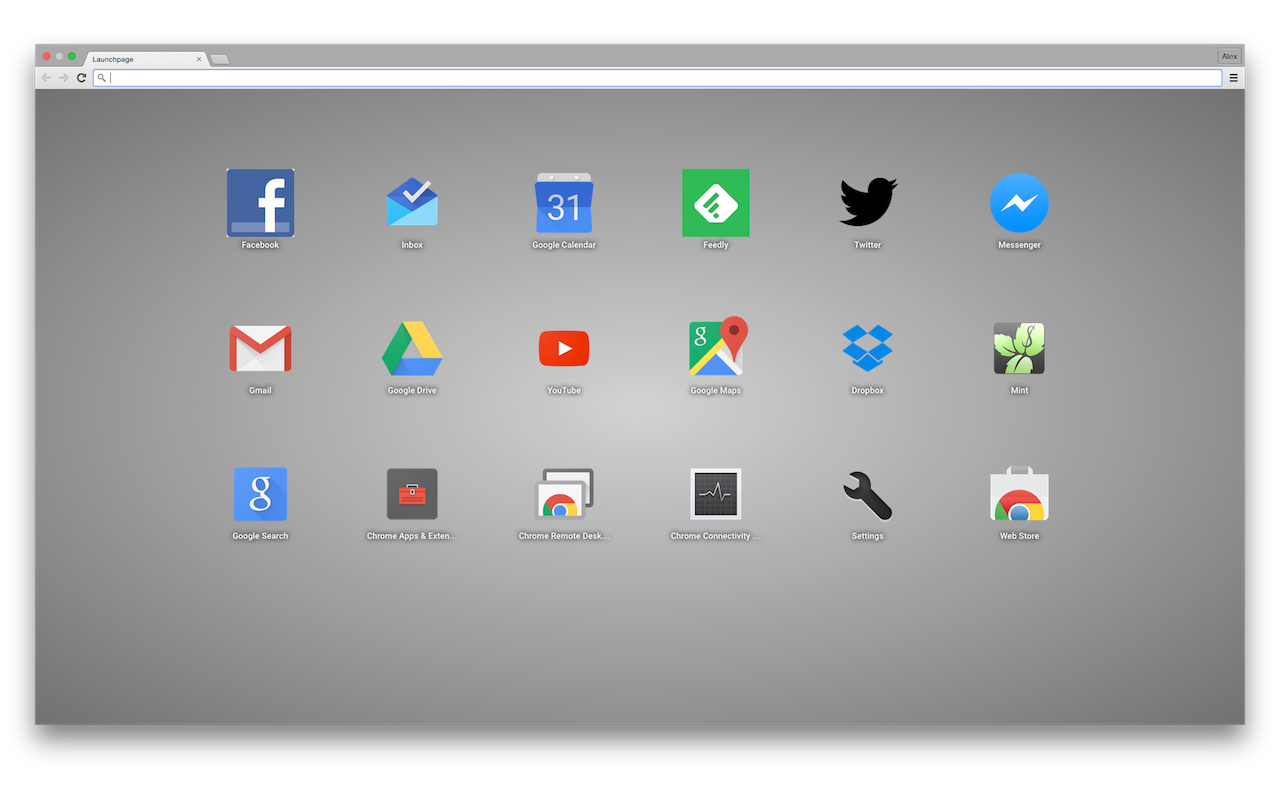 Launchpage
Alex
Facebook
Inbox
31
Google Calendar
Feedly
Twitter
Messenger
Gmail
Google Drive
YouTube
Google Maps
Dropbox
Mint
Google Search
Chrome Apps & Exten...
Chrome Remote Desk...
Chrome Connectivity ...
Settings
Web Store